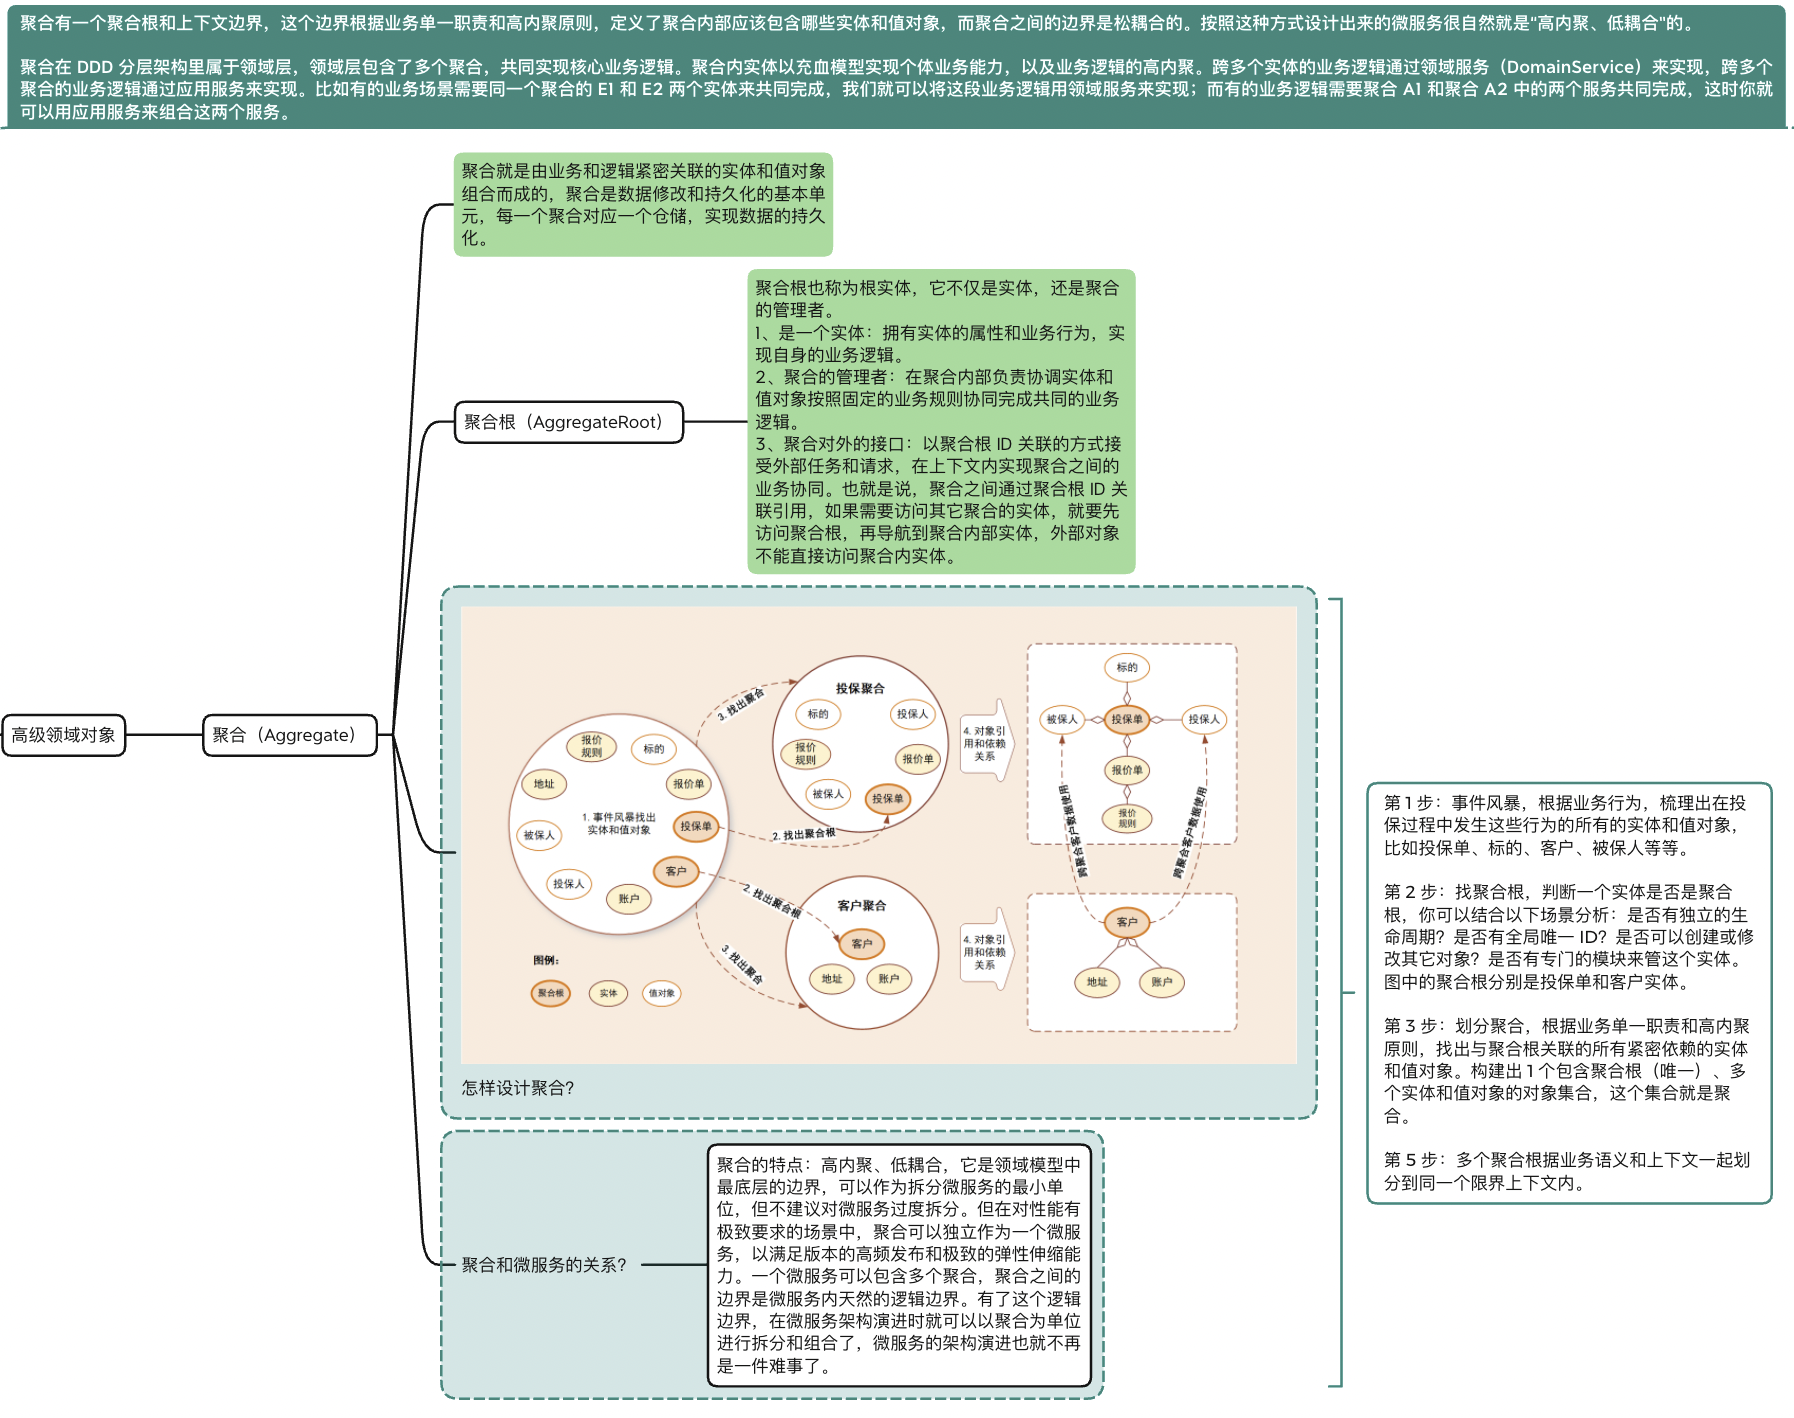 聚合有一个聚合根和上下文边界，这个边界根据业务单一职责和高内聚原则，定义了聚合内部应该包含哪些实体和值对象，而聚合之间的边界是松耦合的。按照这种方式设计出来的微服务很自然就是“高内聚、低耦合”的。
聚合在 DDD 分层架构里属于领域层，领域层包含了多个聚合，共同实现核心业务逻辑。聚合内实体以充血模型实现个体业务能力，以及业务逻辑的高内聚。跨多个实体的业务逻辑通过领域服务（DomainService）来实现，跨多个
聚合的业务逻辑通过应用服务来实现。比如有的业务场景需要同一个聚合的 E1 和 E2 两个实体来共同完成，我们就可以将这段业务逻辑用领域服务来实现；而有的业务逻辑需要聚合 A1 和聚合 A2 中的两个服务共同完成，这时你就
可以用应用服务来组合这两个服务。
聚合就是由业务和逻辑紧密关联的实体和值对象
组合而成的，聚合是数据修改和持久化的基本单
元，每一个聚合对应一个仓储，实现数据的持久
化。
聚合根（AggregateRoot）
聚合根也称为根实体，它不仅是实体，还是聚合
的管理者。
1、是一个实体：拥有实体的属性和业务行为，实
现自身的业务逻辑。
2、聚合的管理者：在聚合内部负责协调实体和
值对象按照固定的业务规则协同完成共同的业务
逻辑。
3、聚合对外的接口：以聚合根 ID 关联的方式接
受外部任务和请求，在上下文内实现聚合之间的
业务协同。也就是说，聚合之间通过聚合根 ID 关
联引用，如果需要访问其它聚合的实体，就要先
访问聚合根，再导航到聚合内部实体，外部对象
不能直接访问聚合内实体。
高级领域对象
聚合（Aggregate）
报价
规则
标的
地址
报价单
1. 事件风暴找出
实体和值对象
投保单
被保人
客户
投保人
账户
图例：
聚合根
实体
值对象
3. 找出聚合
2. 找出聚合根
2. 找出聚合根
3. 找出聚合
投保聚合
标的
投保人
报价
规则
报价单
被保人
投保单
客户聚合
客户
地址
账户
4. 对象引
用和依赖
关系
4. 对象引
用和依赖
关系
标的
被保人
投保单
投保人
报价单
报价
规则
跨聚合客户数据使用
跨聚合客户数据使用
客户
地址
账户
怎样设计聚合？
第 1 步：事件风暴，根据业务行为，梳理出在投
保过程中发生这些行为的所有的实体和值对象，
比如投保单、标的、客户、被保人等等。
第 2 步：找聚合根，判断一个实体是否是聚合
根，你可以结合以下场景分析：是否有独立的生
命周期？是否有全局唯一 ID？是否可以创建或修
改其它对象？是否有专门的模块来管这个实体。
图中的聚合根分别是投保单和客户实体。
第 3 步：划分聚合，根据业务单一职责和高内聚
原则，找出与聚合根关联的所有紧密依赖的实体
和值对象。构建出 1 个包含聚合根（唯一）、多
个实体和值对象的对象集合，这个集合就是聚
合。
第 5 步：多个聚合根据业务语义和上下文一起划
分到同一个限界上下文内。
聚合和微服务的关系？
聚合的特点：高内聚、低耦合，它是领域模型中
最底层的边界，可以作为拆分微服务的最小单
位，但不建议对微服务过度拆分。但在对性能有
极致要求的场景中，聚合可以独立作为一个微服
务，以满足版本的高频发布和极致的弹性伸缩能
力。一个微服务可以包含多个聚合，聚合之间的
边界是微服务内天然的逻辑边界。有了这个逻辑
边界，在微服务架构演进时就可以以聚合为单位
进行拆分和组合了，微服务的架构演进也就不再
是一件难事了。